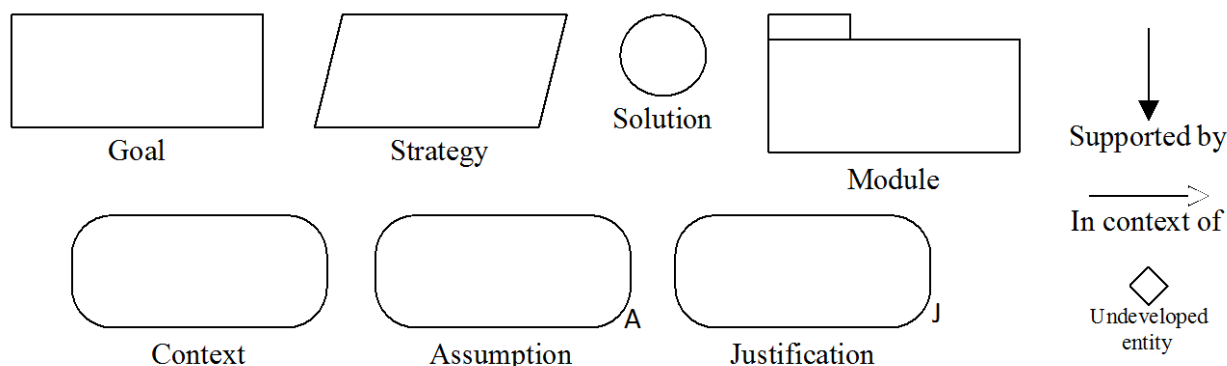 Goal
Strategy
Solution
Module
Supported by
In context of
Context
Assumption
A
Justification
J
Undeveloped
entity